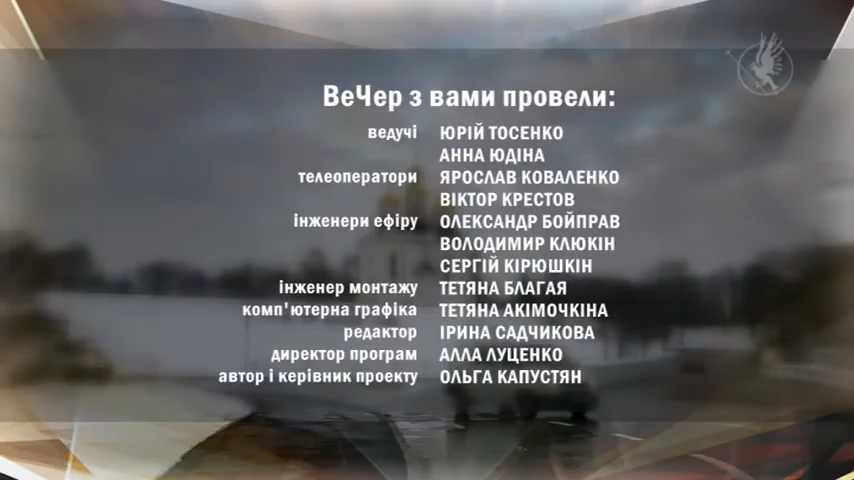 ВеЧер з вами провели:
ведучі ЮРІЙ ТОСЕНКО
АННА ЮДІНА
телеоператори ЯРОСЛАВ КОВАЛЕНКО
ВІКТОР КРЕСТОВ
інженери ефіру ОЛЕКСАНДР БОЙПРАВ
ВОЛОДИМИР КЛЮКІН
СЕРГІЙ КІРЮШКІН
інженер монтажу ТЕТЯНА БЛАГАЯ
комп'ютерна графіка ТЕТЯНА АКІМОЧКІНА
редактор ІРИНА САДЧИКОВА
директор програм АЛЛА ЛУЦЕНКО
автор і керівник проекту ОЛЬГА КАПУСТЯН